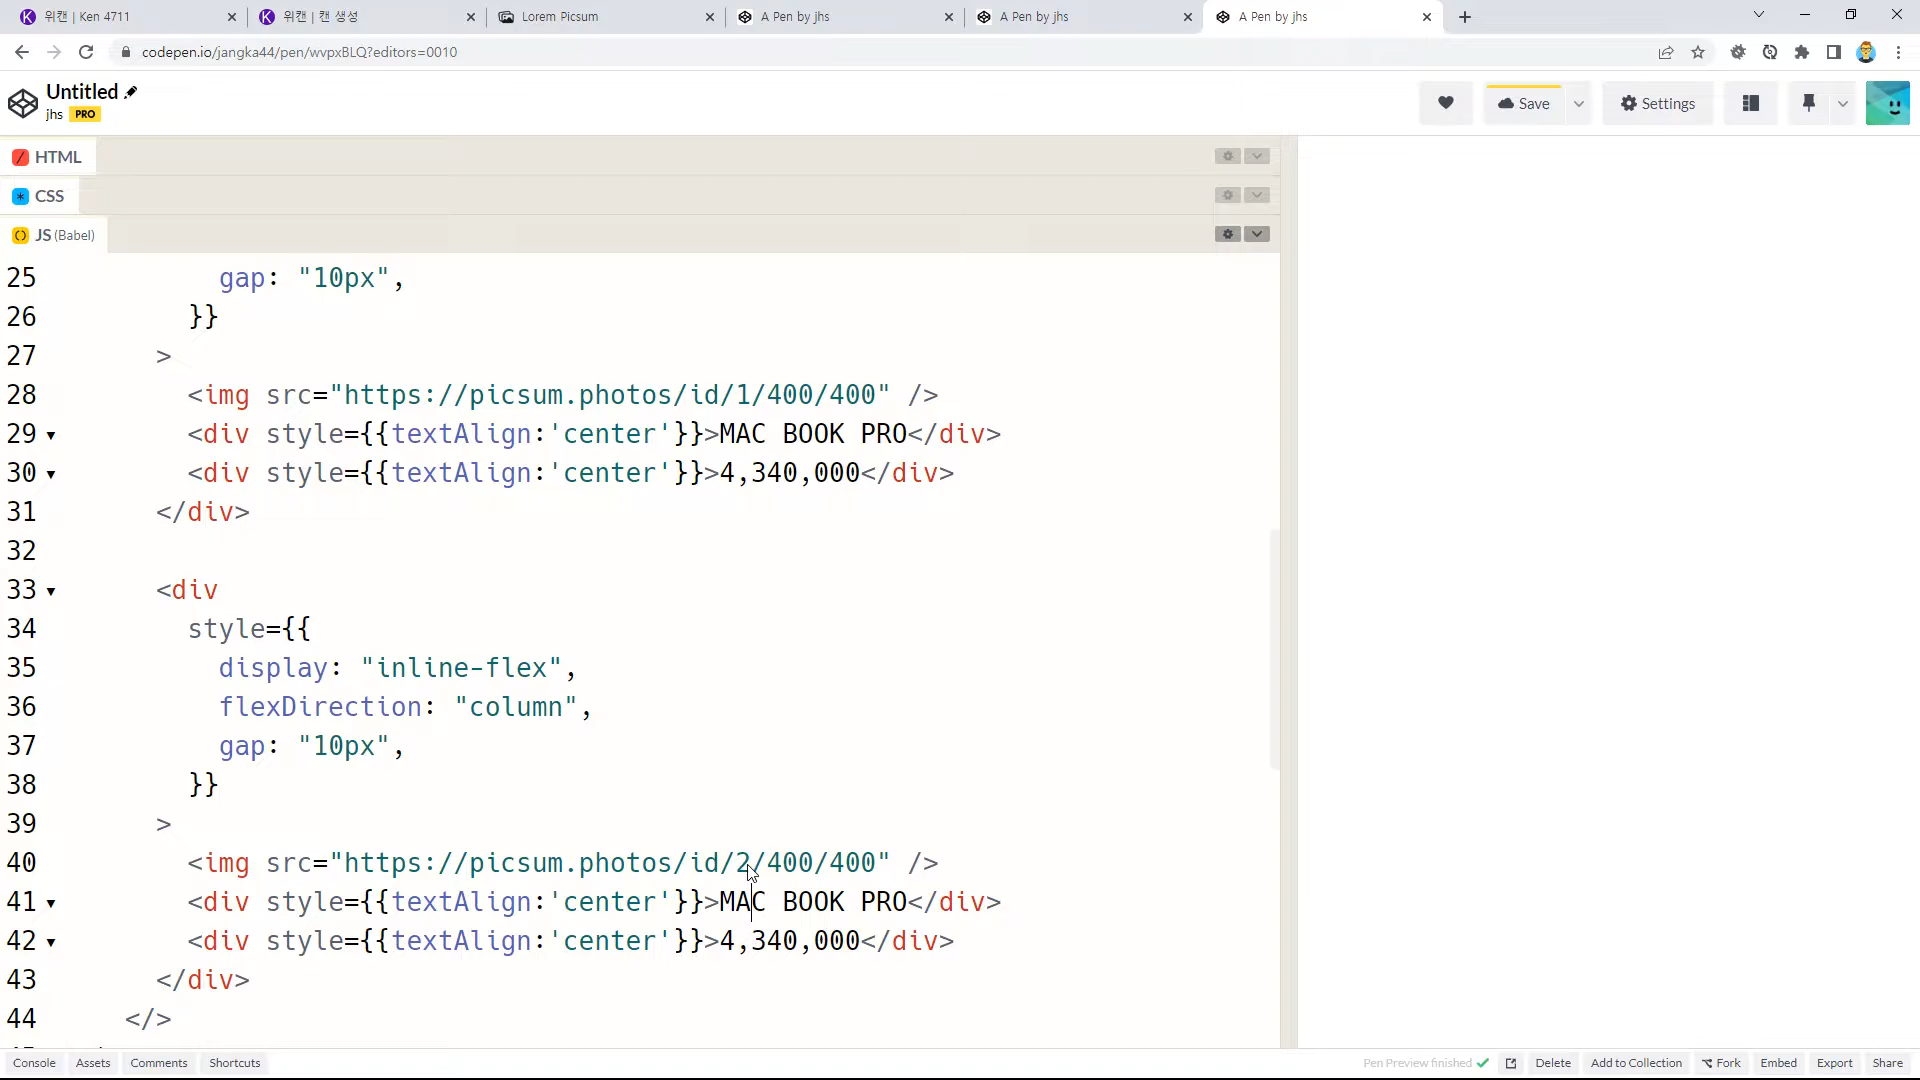 위캔 | Ken 4711
위캔 | 캔 생성
Lorem Picsum
A Pen by jhs
A Pen by jhs
A Pen by jhs
codepen.io/jangka44/pen/wvpxBLQ?editors=0010
Untitled
jhs PRO
Save
Settings
HTML
CSS
JS (Babel)
25 gap: "10px",
26 }}
27 >
28 <img src="https://picsum.photos/id/1/400/400" />
29 <div style={{textAlign:'center'}}>MAC BOOK PRO</div>
30 <div style={{textAlign:'center'}}>4,340,000</div>
31 </div>
32
33 <div
34 style={{
35 display: "inline-flex",
36 flexDirection: "column",
37 gap: "10px",
38 }}
39 >
40 <img src="https://picsum.photos/id/2/400/400" />
41 <div style={{textAlign:'center'}}>MAC BOOK PRO</div>
42 <div style={{textAlign:'center'}}>4,340,000</div>
43 </div>
44 </>
Console Assets Comments Shortcuts Pen Preview finished Delete Add to Collection Fork Embed Export Share